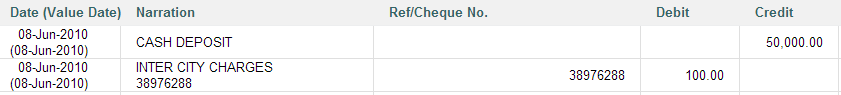 Date (Value Date) Narration Ref/Cheque No. Debit Credit
08-Jun-2010
(08-Jun-2010) CASH DEPOSIT 50,000.00
08-Jun-2010 INTER CITY CHARGES 38976288 100.00
(08-Jun-2010) 38976288